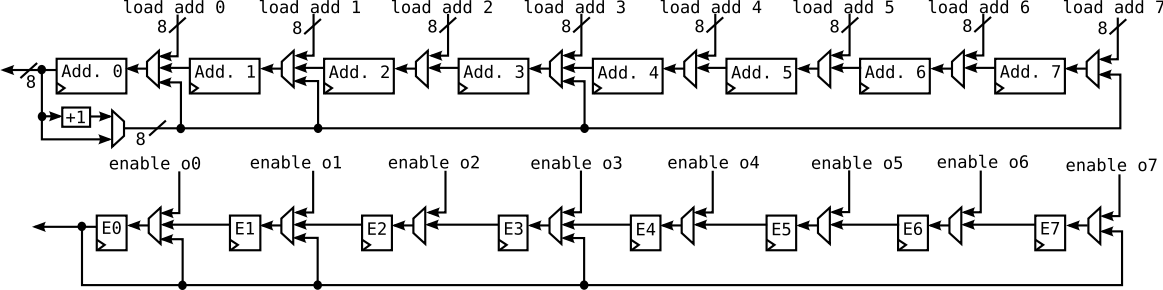 load add 0 load add 1 load add 2 load add 3 load add 4 load add 5 load add 6 load add 7
8 8 8 8 8 8 8 8
Add. 0 Add. 1 Add. 2 Add. 3 Add. 4 Add. 5 Add. 6 Add. 7
8
+1
8
enable o0 enable o1 enable o2 enable o3 enable o4 enable o5 enable o6 enable o7
E0 E1 E2 E3 E4 E5 E6 E7